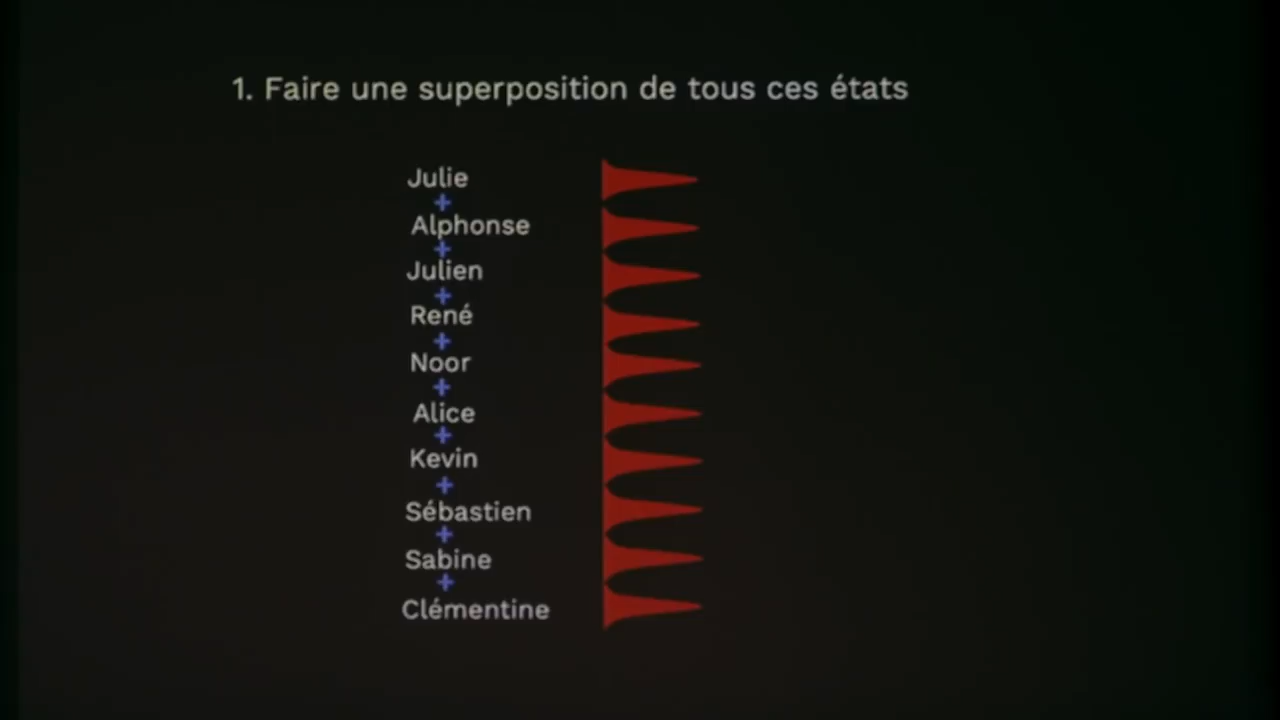 1. Faire une superposition de tous ces états
Julie
+
Alphonse
+
Julien
+
René
+
Noor
+
Alice
+
Kevin
+
Sébastien
+
Sabine
+
Clémentine